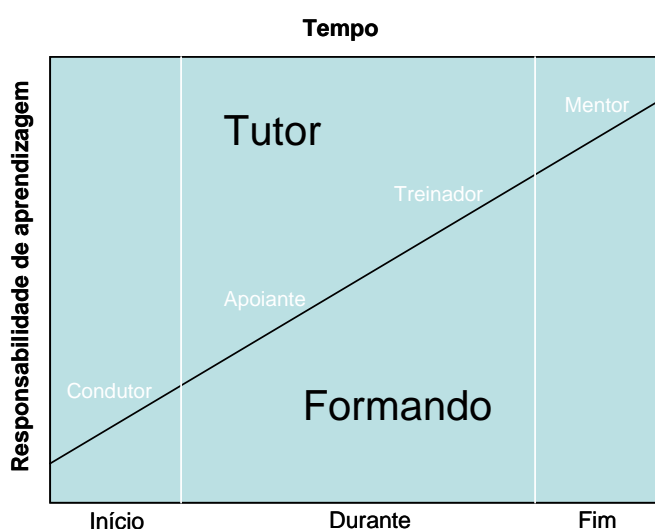 Tempo
Responsabilidade de aprendizagem
Mentor
Tutor
Treinador
Apoiante
Condutor
Formando
Início
Durante
Fim